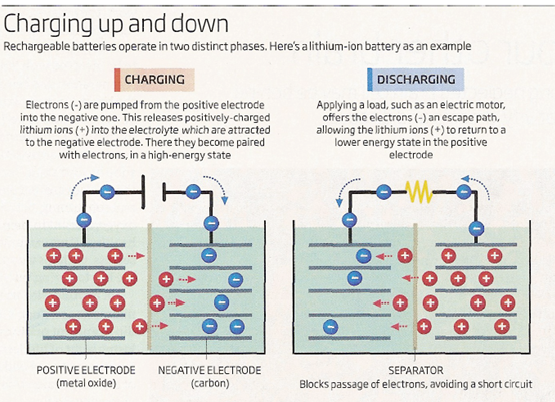 Charging up and down
Rechargeable batteries operate in two distinct phases. Here's a lithium-ion battery as an example
CHARGING
Electrons (-) are pumped from the positive electrode
into the negative one. This releases positively-charged
lithium ions (+) into the electrolyte which are attracted
to the negative electrode. There they become paired
with electrons, in a high-energy state
DISCHARGING
Applying a load, such as an electric motor,
offers the electrons (-) an escape path,
allowing the lithium ions (+) to return to a
lower energy state in the positive
electrode
POSITIVE ELECTRODE
(metal oxide)
NEGATIVE ELECTRODE
(carbon)
SEPARATOR
Blocks passage of electrons, avoiding a short circuit